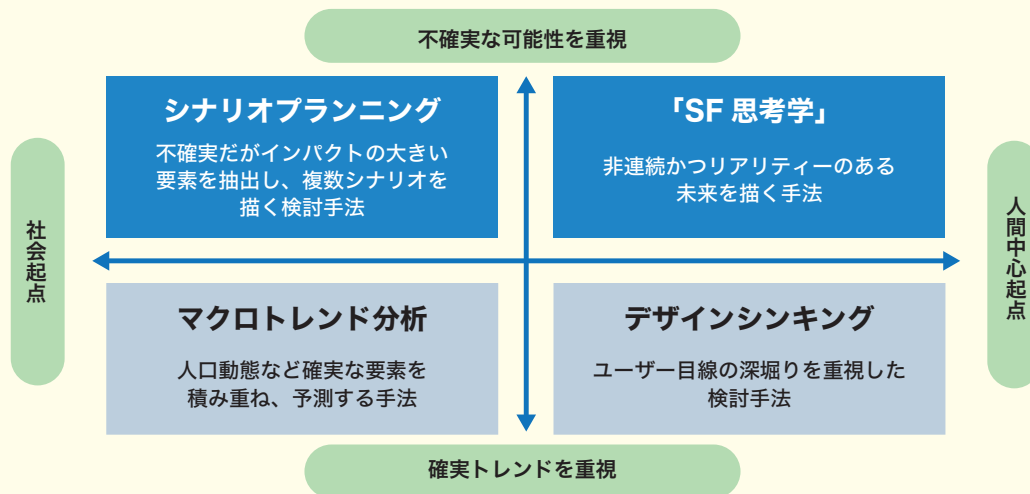 不確実な可能性を重視
シナリオプランニング
不確実だがインパクトの大きい
要素を抽出し、複数シナリオを
描く検討手法
「SF 思考学」
非連続かつリアリティーのある
未来を描く手法
社会起点
人間中心起点
マクロトレンド分析
人口動態など確実な要素を
積み重ね、予測する手法
デザインシンキング
ユーザー目線の深堀りを重視した
検討手法
確実トレンドを重視